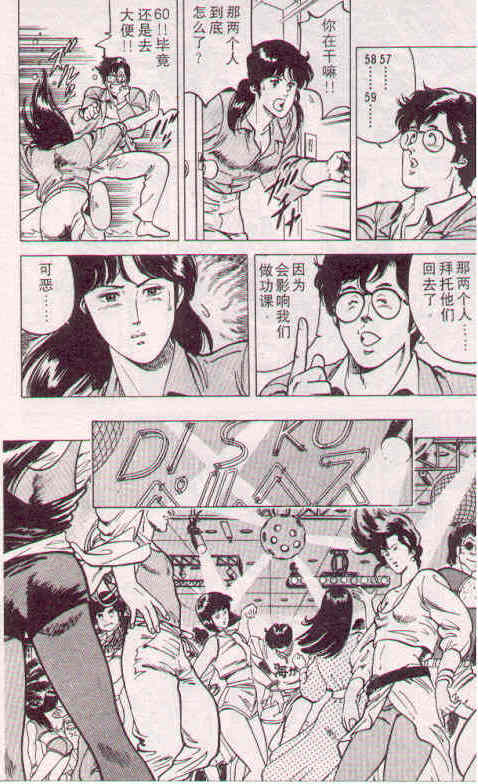 57……
58……59……
你在干嘛!!
那两个人
到底
怎么了?
60!!毕竟
还是去
大便!!
那两个人……
拜托他们
回去了。
因为
会影响我们
做功课。
可恶……
DISKO
海